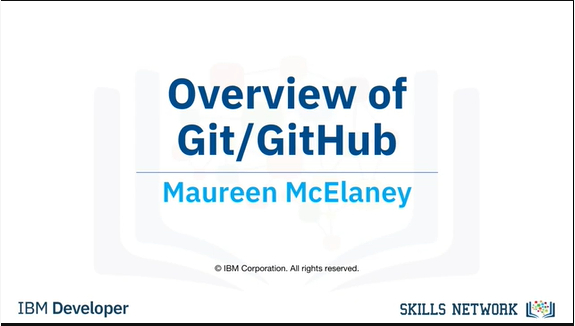 Overview of
Git/GitHub
Maureen McElaney
© IBM Corporation. All rights reserved.
IBM Developer
SKILLS NETWORK